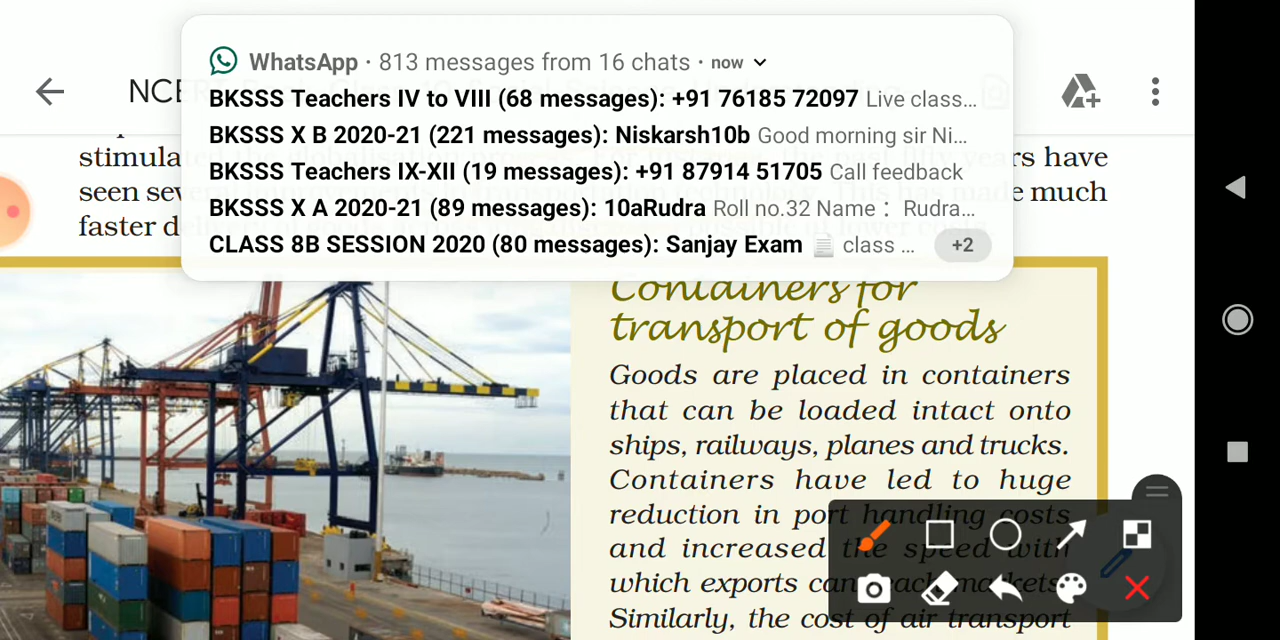 WhatsApp · 813 messages from 16 chats · now
NCE
BKSSS Teachers IV to VIII (68 messages): +91 76185 72097 Live class...
BKSSS X B 2020-21 (221 messages): Niskarsh10b Good morning sir Ni...
stimula rs have
BKSSS Teachers IX-XII (19 messages): +91 87914 51705 Call feedback
seen sev e much
BKSSS X A 2020-21 (89 messages): 10aRudra Roll no.32 Name : Rudra...
faster d
CLASS 8B SESSION 2020 (80 messages): Sanjay Exam class ... +2
Containers for
transport of goods
Goods are placed in containers
that can be loaded intact onto
ships, railways, planes and trucks.
Containers have led to huge
reduction in port handling costs
and increased the speed with
which exports can reach markets.
Similarly, the cost of air transport